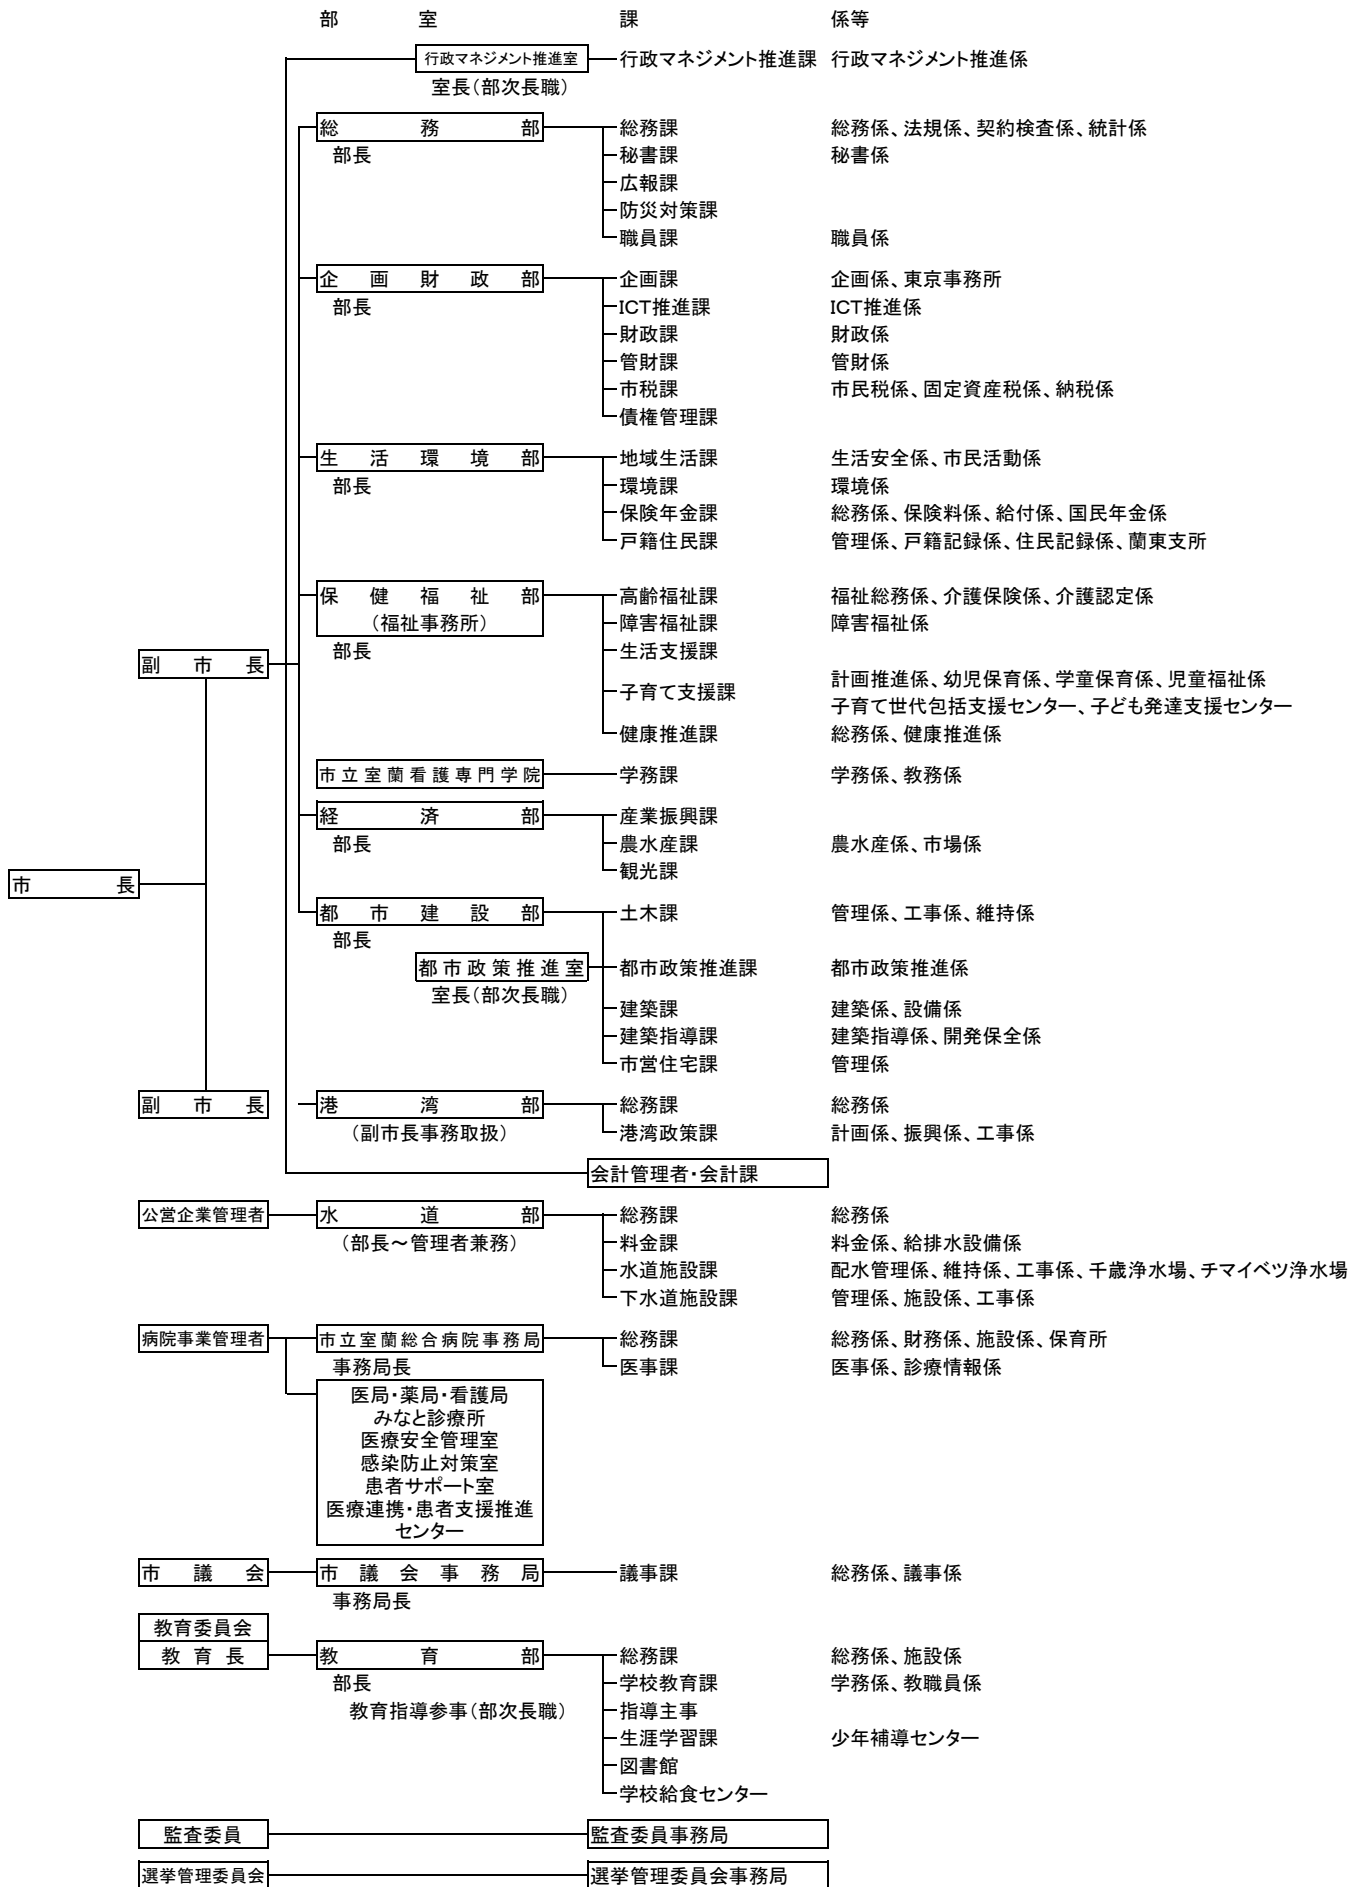 部 室 課 係等
行政マネジメント推進室 行政マネジメント推進課 行政マネジメント推進係
室長(部次長職)
総務部 総務課 総務係、法規係、契約検査係、統計係
部長 秘書課 秘書係
広報課
防災対策課
職員課 職員係
企画財政部 企画課 企画係、東京事務所
部長 ICT推進課 ICT推進係
財政課 財政係
管財課 管財係
市税課 市民税係、固定資産税係、納税係
債権管理課
生活環境部 地域生活課 生活安全係、市民活動係
部長 環境課 環境係
保険年金課 総務係、保険料係、給付係、国民年金係
戸籍住民課 管理係、戸籍記録係、住民記録係、蘭東支所
保健福祉部 高齢福祉課 福祉総務係、介護保険係、介護認定係
(福祉事務所) 障害福祉課 障害福祉係
部長 生活支援課
副市長
計画推進係、幼児保育係、学童保育係、児童福祉係
子育て支援課
子育て世代包括支援センター、子ども発達支援センター
健康推進課 総務係、健康推進係
市立室蘭看護専門学院 学務課 学務係、教務係
経済部 産業振興課
部長 農水産課 農水産係、市場係
観光課
市長
都市建設部 土木課 管理係、工事係、維持係
部長
都市政策推進室 都市政策推進課 都市政策推進係
室長(部次長職)
建築課 建築係、設備係
建築指導課 建築指導係、開発保全係
市営住宅課 管理係
副市長 港湾部 総務課 総務係
(副市長事務取扱) 港湾政策課 計画係、振興係、工事係
会計管理者・会計課
公営企業管理者 水道部 総務課 総務係
(部長~管理者兼務) 料金課 料金係、給排水設備係
水道施設課 配水管理係、維持係、工事係、千歳浄水場、チマイベツ浄水場
下水道施設課 管理係、施設係、工事係
病院事業管理者 市立室蘭総合病院事務局 総務課 総務係、財務係、施設係、保育所
事務局長 医事課 医事係、診療情報係
医局・薬局・看護局
みなと診療所
医療安全管理室
感染防止対策室
患者サポート室
医療連携・患者支援推進
センター
市議会 市議会事務局 議事課 総務係、議事係
事務局長
教育委員会
教育長 教育部 総務課 総務係、施設係
部長 学校教育課 学務係、教職員係
教育指導参事(部次長職) 指導主事
生涯学習課 少年補導センター
図書館
学校給食センター
監査委員 監査委員事務局
選挙管理委員会 選挙管理委員会事務局